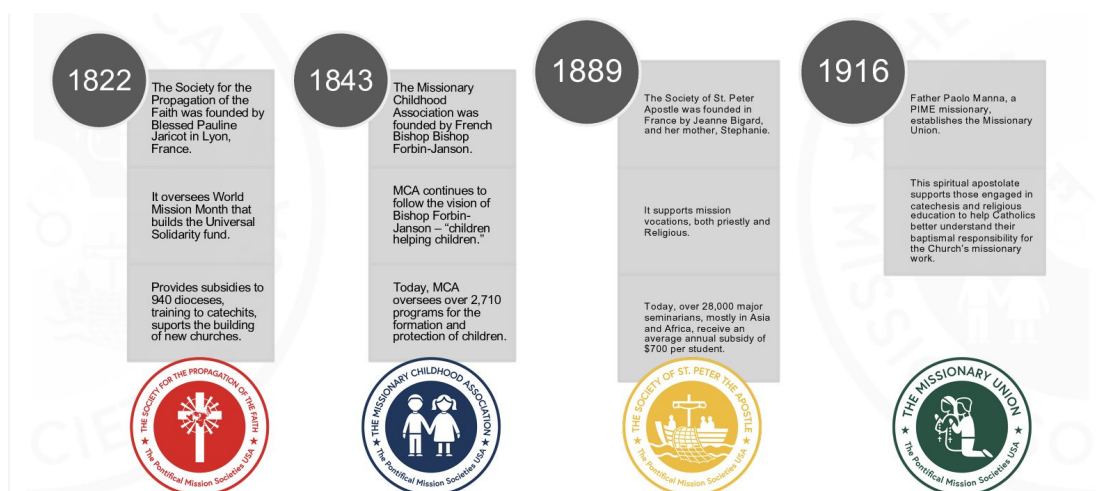 1822
The Society for the
Propagation of the
Faith was founded by
Blessed Pauline
Jaricot in Lyon,
France.
It oversees World
Mission Month that
builds the Universal
Solidarity fund.
Provides subsidies to
940 dioceses,
training to catechits,
suports the building
of new churches.
THE SOCIETY FOR THE PROPAGATION OF THE FAITH
The Pontifical Mission Societies USA
1843
The Missionary
Childhood
Association was
founded by French
Bishop Bishop
Forbin-Janson.
MCA continues to
follow the vision of
Bishop Forbin-
Janson – “children
helping children.”
Today, MCA
oversees over 2,710
programs for the
formation and
protection of children.
THE MISSIONARY CHILDHOOD ASSOCIATION
The Pontifical Mission Societies USA
1889
The Society of St. Peter
Apostle was founded in
France by Jeanne Bigard,
and her mother, Stephanie.
It supports mission
vocations, both priestly and
Religious.
Today, over 28,000 major
seminarians, mostly in Asia
and Africa, receive an
average annual subsidy of
$700 per student.
THE SOCIETY OF ST. PETER THE APOSTLE
The Pontifical Mission Societies USA
1916
Father Paolo Manna, a
PIME missionary,
establishes the Missionary
Union.
This spiritual apostolate
supports those engaged in
catechesis and religious
education to help Catholics
better understand their
baptismal responsibility for
the Church's missionary
work.
THE MISSIONARY UNION
The Pontifical Mission Societies USA